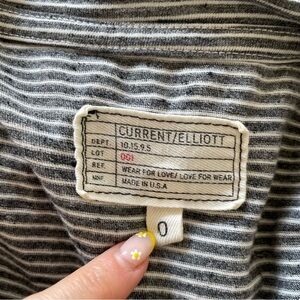 CURRENT/ELLIOTT
DEPT. 10.15.9.5
LOT 001
REF. WEAR FOR LOVE/ LOVE FOR WEAR
MNF. MADE IN U.S.A
0